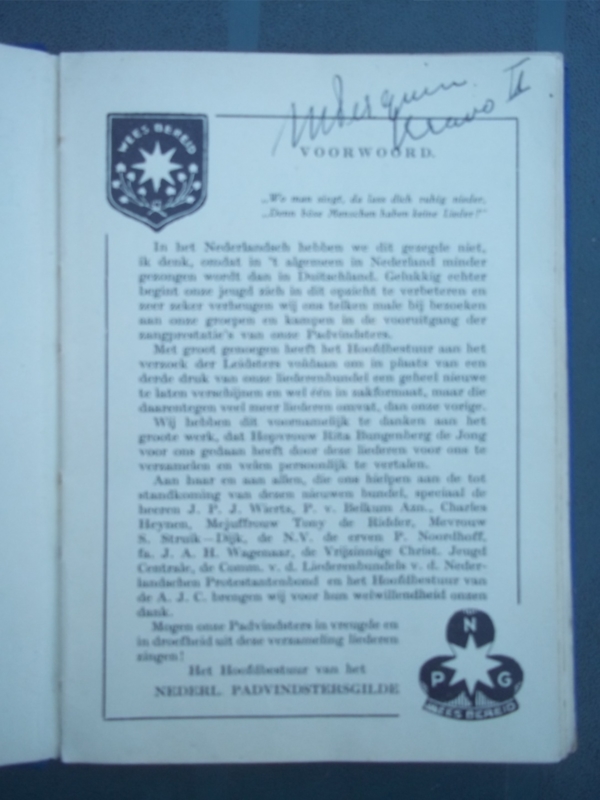 WEES BEREID
VOORWOORD.
„Wo man singt, da lass dich ruhig nieder,
„Denn böse Menschen haben keine Lieder!"
In het Nederlandsch hebben we dit gezegde niet,
ik denk, omdat in 't algemeen in Nederland minder
gezongen wordt dan in Duitschland. Gelukkig echter
begint onze jeugd zich in dit opzicht te verbeteren en
zeer zeker verheugen wij ons telken male bij bezoeken
aan onze groepen en kampen in de vooruitgang der
zangprestatie's van onze Padvindsters.
Met groot genoegen heeft het Hoofdbestuur aan het
verzoek der Leidsters voldaan om in plaats van een
derde druk van onze liederenbundel een geheel nieuwe
te laten verschijnen en wel één in zakformaat, maar die
daarentegen veel meer liederen omvat, dan onze vorige.
Wij hebben dit voornamelijk te danken aan het
groote werk, dat Hopvrouw Rita Bungenberg de Jong
voor ons gedaan heeft door deze liederen voor ons te
verzamelen en velen persoonlijk te vertalen.
Aan haar en aan allen, die ons hielpen aan de tot
standkoming van dezen nieuwen bundel, speciaal de
heeren J. P. J. Wierts, P. v. Belkum Azn., Charles
Heynen, Mejuffrouw Tony de Ridder, Mevrouw
S. Struik—Dijk, de N.V. de erven P. Noordhoff,
fa. J. A. H. Wagenaar, de Vrijzinnige Christ. Jeugd
Centrale, de Comm. v. d. Liederenbundels v. d. Neder-
landschen Protestantenbond en het Hoofdbestuur van
de A. J. C. brengen wij voor hun welwillendheid onzen
dank.
Mogen onze Padvindsters in vreugde en
in droefheid uit deze verzameling liederen
zingen!
Het Hoofdbestuur van het
NEDERL. PADVINDSTERSGILDE
N
P G
WEES BEREID